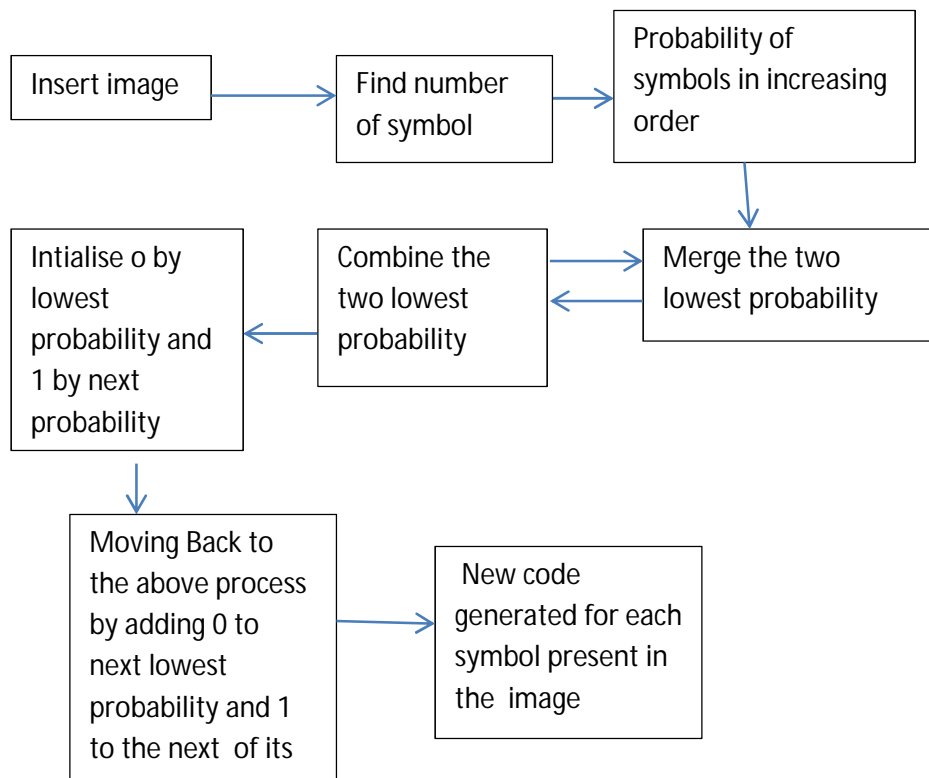 Insert image
Find number
of symbol
Probability of
symbols in increasing
order
Merge the two
lowest probability
Combine the
two lowest
probability
Intialise o by
lowest
probability and
1 by next
probability
Moving Back to
the above process
by adding 0 to
next lowest
probability and 1
to the next of its
New code
generated for each
symbol present in
the image